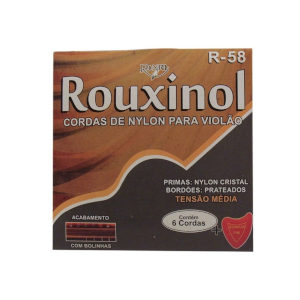 R-58
Rouxinol
CORDAS DE NYLON PARA VIOLÃO
PRIMAS: NYLON CRISTAL
BORDÕES: PRATEADOS
TENSÃO MÉDIA
ACABAMENTO
COM BOLINHAS
Contém
6 Cordas
+